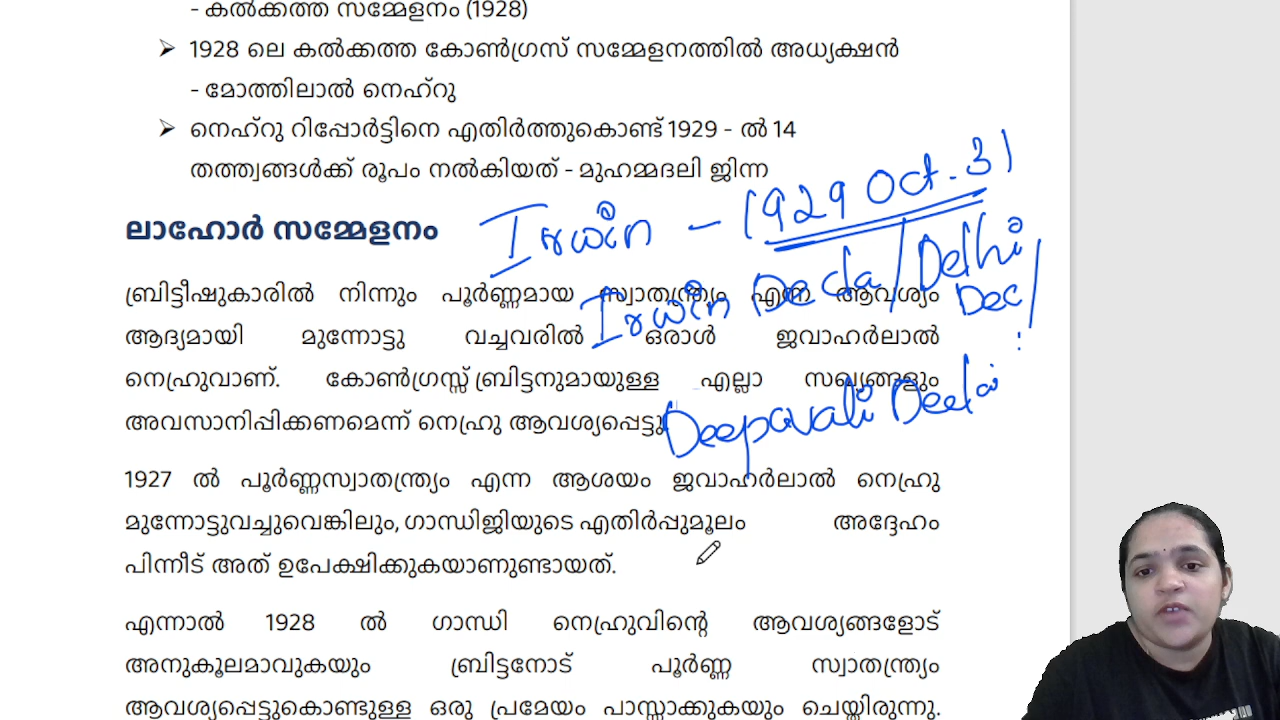 - കൽക്കത്ത സമ്മേളനം (1928)
➤ 1928 ലെ കൽക്കത്ത കോൺഗ്രസ് സമ്മേളനത്തിൽ അധ്യക്ഷൻ
- മോത്തിലാൽ നെഹ്റു
➤ നെഹ്റു റിപ്പോർട്ടിനെ എതിർത്തുകൊണ്ട് 1929 - ൽ 14
തത്ത്വങ്ങൾക്ക് രൂപം നൽകിയത് - മുഹമ്മദലി ജിന്ന
ലാഹോർ സമ്മേളനം
Irwin - 1929 Oct. 31
Irwin Decla/Delhi
Dec/
ബ്രിട്ടീഷുകാരിൽ നിന്നും പൂർണ്ണമായ സ്വാതന്ത്ര്യം എന്ന ആവശ്യം
ആദ്യമായി മുന്നോട്ടു വച്ചവരിൽ ഒരാൾ ജവാഹർലാൽ
നെഹ്രുവാണ്. കോൺഗ്രസ്സ് ബ്രിട്ടനുമായുള്ള എല്ലാ സഖ്യങ്ങളും
അവസാനിപ്പിക്കണമെന്ന് നെഹ്രു ആവശ്യപ്പെട്ടു
Deepavali
1927 ൽ പൂർണ്ണസ്വാതന്ത്ര്യം എന്ന ആശയം ജവാഹർലാൽ നെഹ്രു
മുന്നോട്ടുവച്ചുവെങ്കിലും, ഗാന്ധിജിയുടെ എതിർപ്പുമൂലം അദ്ദേഹം
പിന്നീട് അത് ഉപേക്ഷിക്കുകയാണുണ്ടായത്.
എന്നാൽ 1928 ൽ ഗാന്ധി നെഹ്രുവിന്റെ ആവശ്യങ്ങളോട്
അനുകൂലമാവുകയും ബ്രിട്ടനോട് പൂർണ്ണ സ്വാതന്ത്ര്യം
ആവശ്യപ്പെട്ടുകൊണ്ടുള്ള ഒരു പ്രമേയം പാസ്സാക്കുകയും ചെയ്തിരുന്നു.